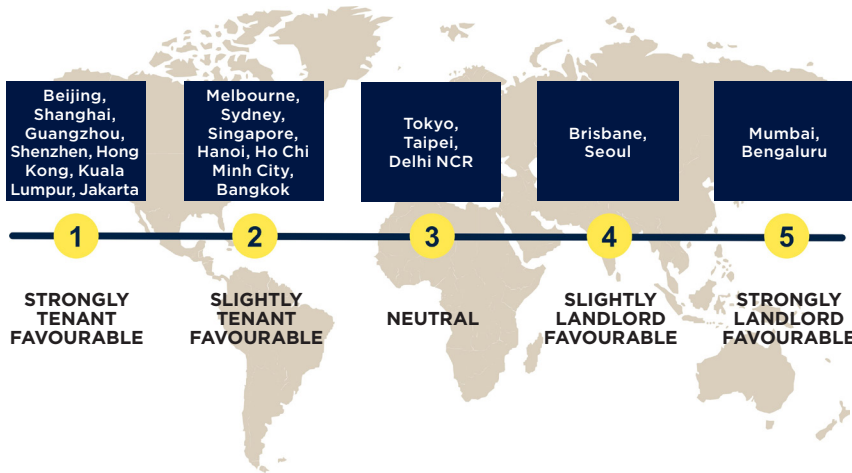 Beijing,
Shanghai,
Guangzhou,
Shenzhen, Hong
Kong, Kuala
Lumpur, Jakarta
Melbourne,
Sydney,
Singapore,
Hanoi, Ho Chi
Minh City,
Bangkok
Tokyo,
Taipei,
Delhi NCR
Brisbane,
Seoul
Mumbai,
Bengaluru
1
2
3
4
5
STRONGLY
TENANT
FAVOURABLE
SLIGHTLY
TENANT
FAVOURABLE
NEUTRAL
SLIGHTLY
LANDLORD
FAVOURABLE
STRONGLY
LANDLORD
FAVOURABLE